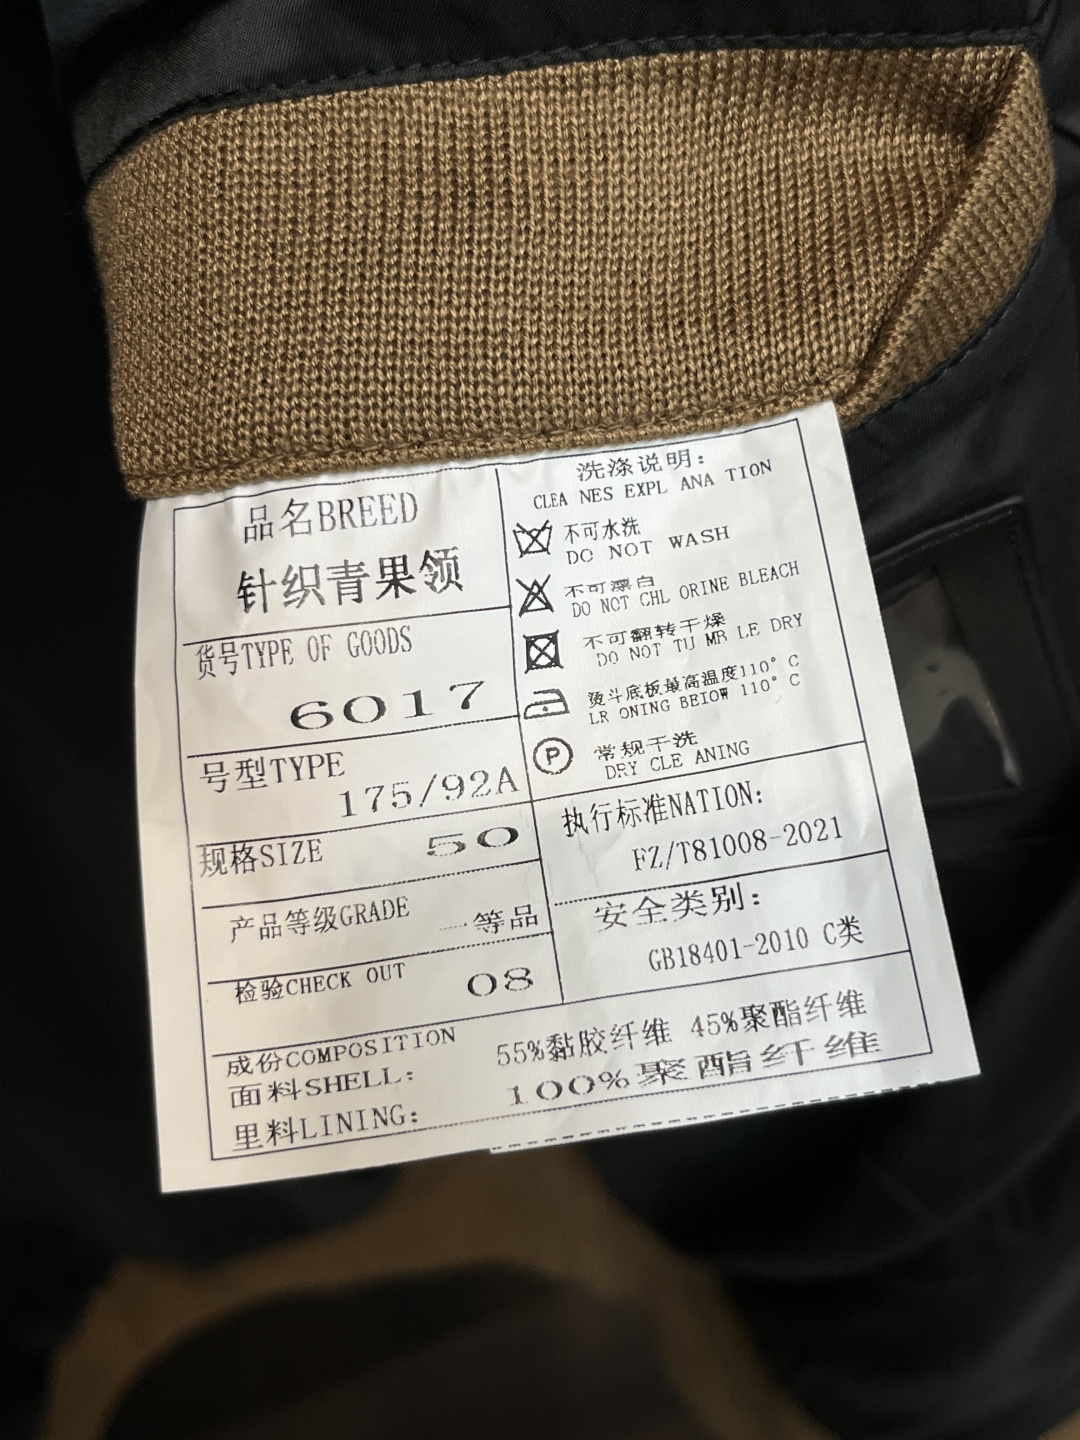 品名BREED
针织青果领
货号TYPE OF GOODS
6017
号型TYPE
175/92A
规格SIZE 50
产品等级GRADE 一等品
检验CHECK OUT 08
洗涤说明:
CLEA NES EXPL ANA TION
不可水洗
DO NOT WASH
不可漂白
DO NOT CHL ORINE BLEACH
不可翻转干燥
DO NOT TU MB LE DRY
熨斗底板最高温度110°C
LR ONING BEIOW 110°C
P
常规干洗
DRY CLE ANING
执行标准NATION:
FZ/T81008-2021
安全类别:
GB18401-2010 C类
成份COMPOSITION
面料SHELL: 55%黏胶纤维 45%聚酯纤维
里料LINING: 100%聚酯纤维